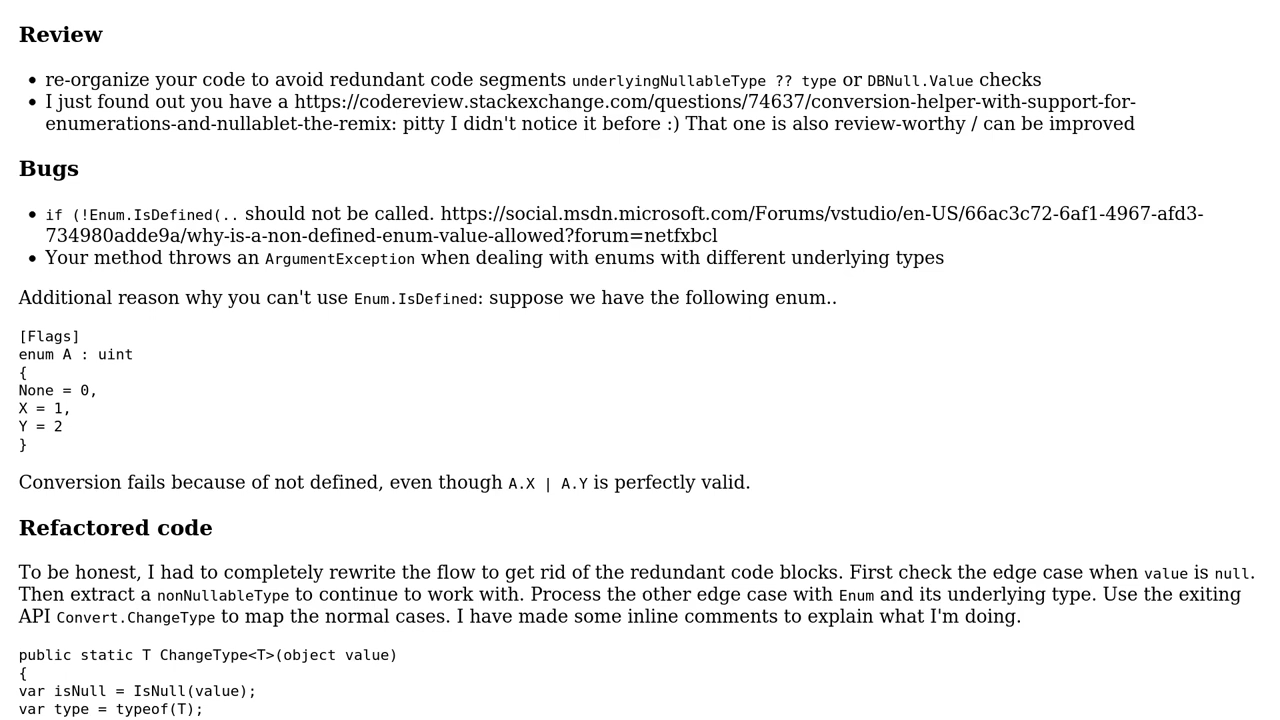 Review
re-organize your code to avoid redundant code segments underlyingNullableType ?? type or DBNull.Value checks
I just found out you have a https://codereview.stackexchange.com/questions/74637/conversion-helper-with-support-for-
enumerations-and-nullablet-the-remix: pitty I didn't notice it before :) That one is also review-worthy / can be improved
Bugs
if (!Enum.IsDefined(.. should not be called. https://social.msdn.microsoft.com/Forums/vstudio/en-US/66ac3c72-6af1-4967-afd3-
734980adde9a/why-is-a-non-defined-enum-value-allowed?forum=netfxbcl
Your method throws an ArgumentException when dealing with enums with different underlying types
Additional reason why you can't use Enum.IsDefined: suppose we have the following enum..
[Flags]
enum A : uint
{
None = 0,
X = 1,
Y = 2
}
Conversion fails because of not defined, even though A.X | A.Y is perfectly valid.
Refactored code
To be honest, I had to completely rewrite the flow to get rid of the redundant code blocks. First check the edge case when value is null.
Then extract a nonNullableType to continue to work with. Process the other edge case with Enum and its underlying type. Use the exiting
API Convert.ChangeType to map the normal cases. I have made some inline comments to explain what I'm doing.
public static T ChangeType<T>(object value)
{
var isNull = IsNull(value);
var type = typeof(T);